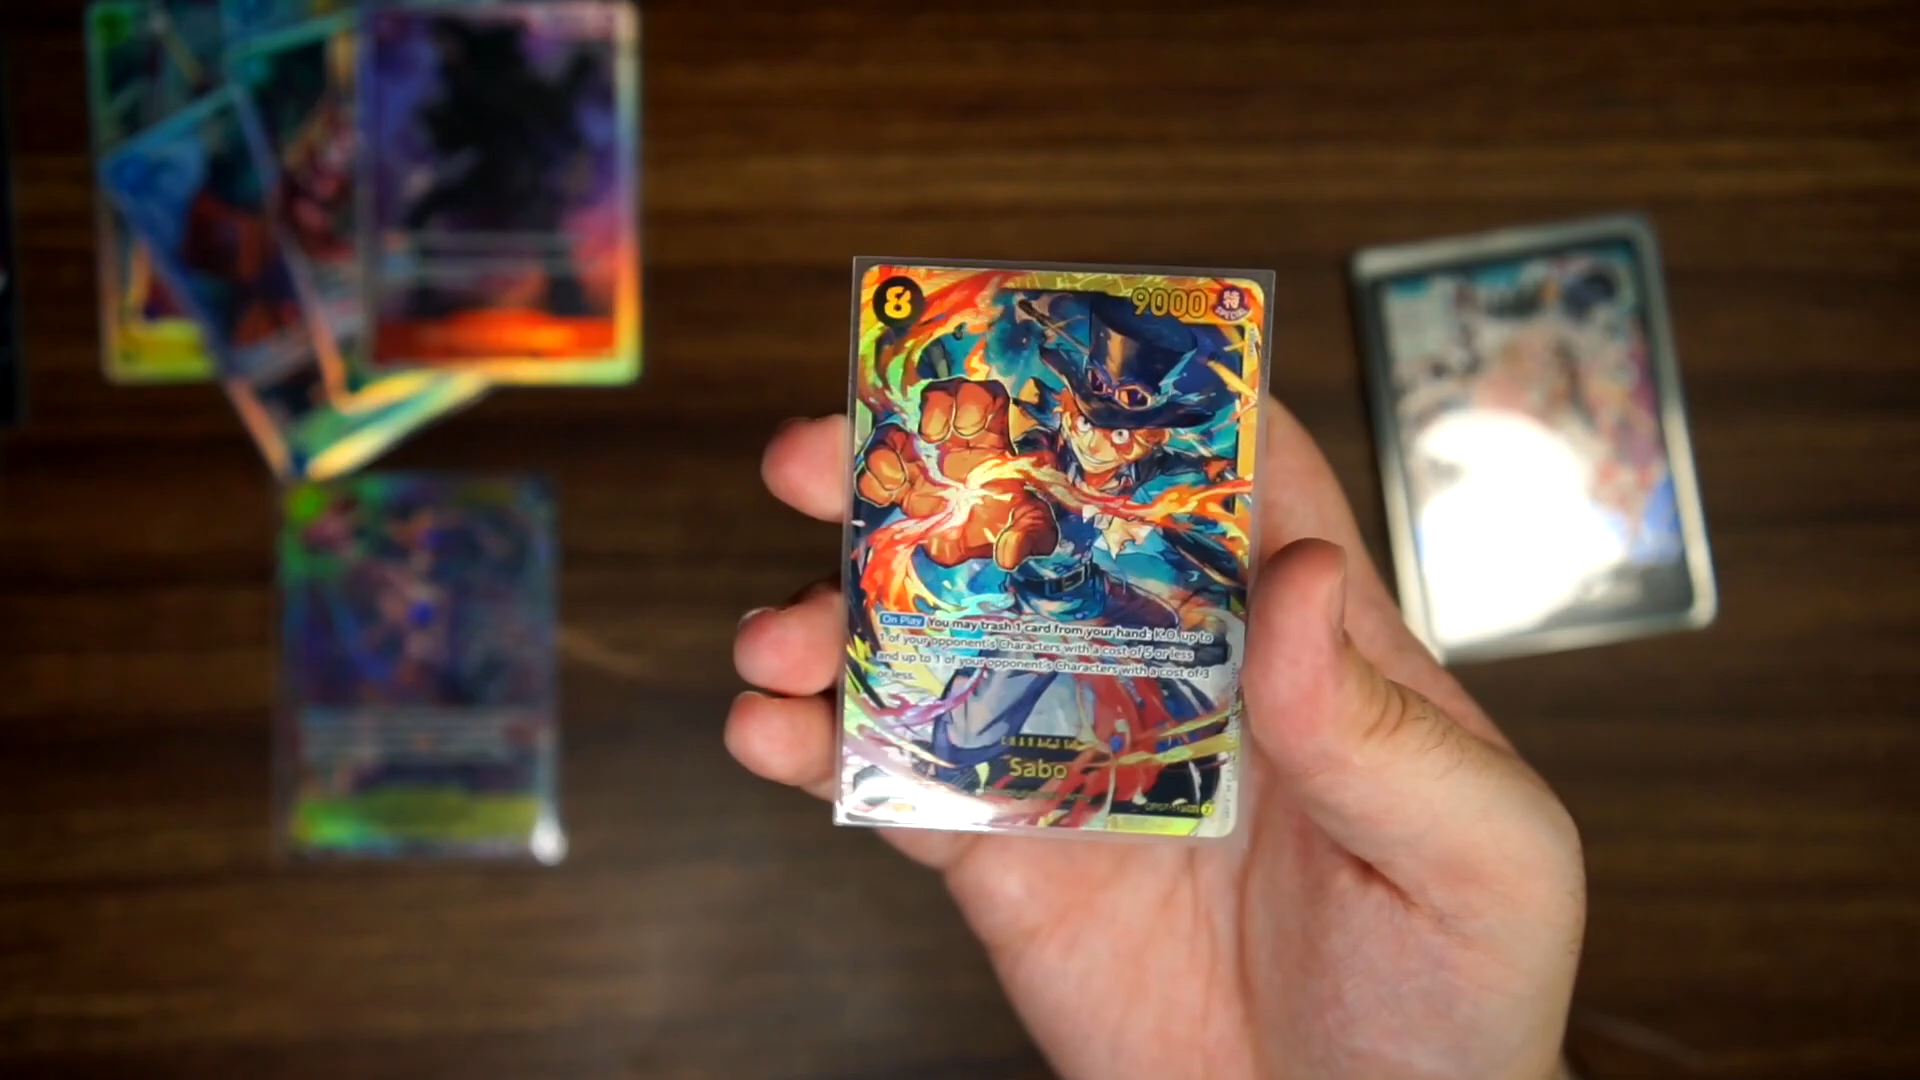 8
9000
SPECIAL
On Play You may trash 1 card from your hand: K.O. up to
1 of your opponent's Characters with a cost of 5 or less
and up to 1 of your opponent's Characters with a cost of 3
or less.
CHARACTER
Sabo